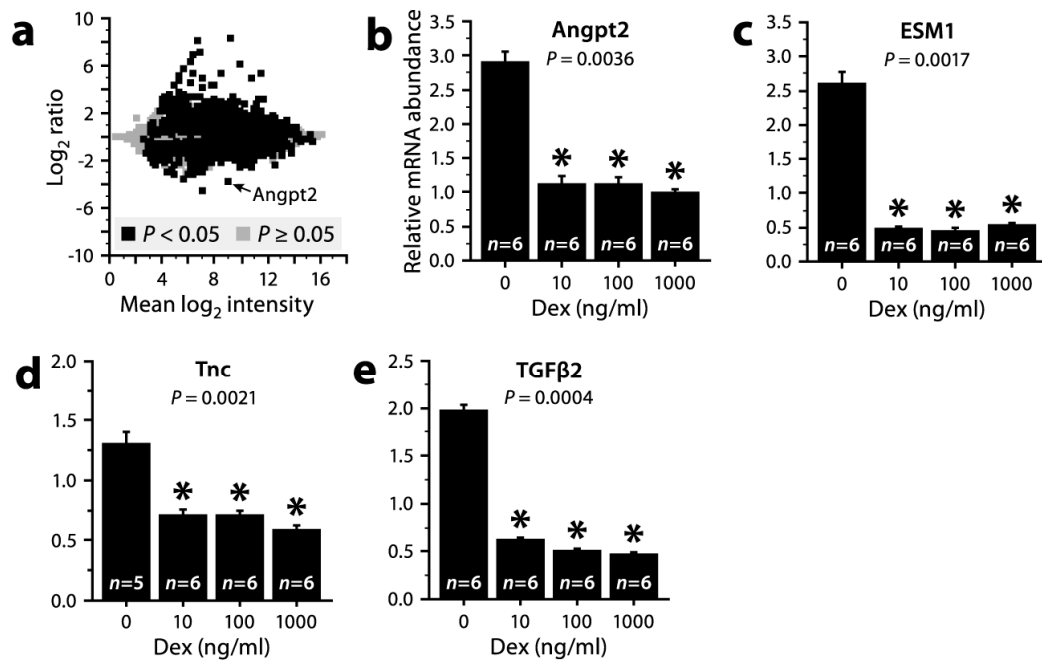 a
10
6
2
-2
-6
-10
Log2 ratio
Angpt2
P < 0.05 P ≥ 0.05
0 4 8 12 16
Mean log2 intensity
b
Angpt2
P = 0.0036
3.5
3.0
2.5
2.0
1.5
1.0
0.5
0.0
Relative mRNA abundance
* * *
n=6 n=6 n=6 n=6
0 10 100 1000
Dex (ng/ml)
c
ESM1
P = 0.0017
3.5
3.0
2.5
2.0
1.5
1.0
0.5
0.0
* * *
n=6 n=6 n=6 n=6
0 10 100 1000
Dex (ng/ml)
d
Tnc
P = 0.0021
2.0
1.5
1.0
0.5
0.0
* * *
n=5 n=6 n=6 n=6
0 10 100 1000
Dex (ng/ml)
e
TGFβ2
P = 0.0004
2.5
2.0
1.5
1.0
0.5
0.0
* * *
n=6 n=6 n=6 n=6
0 10 100 1000
Dex (ng/ml)